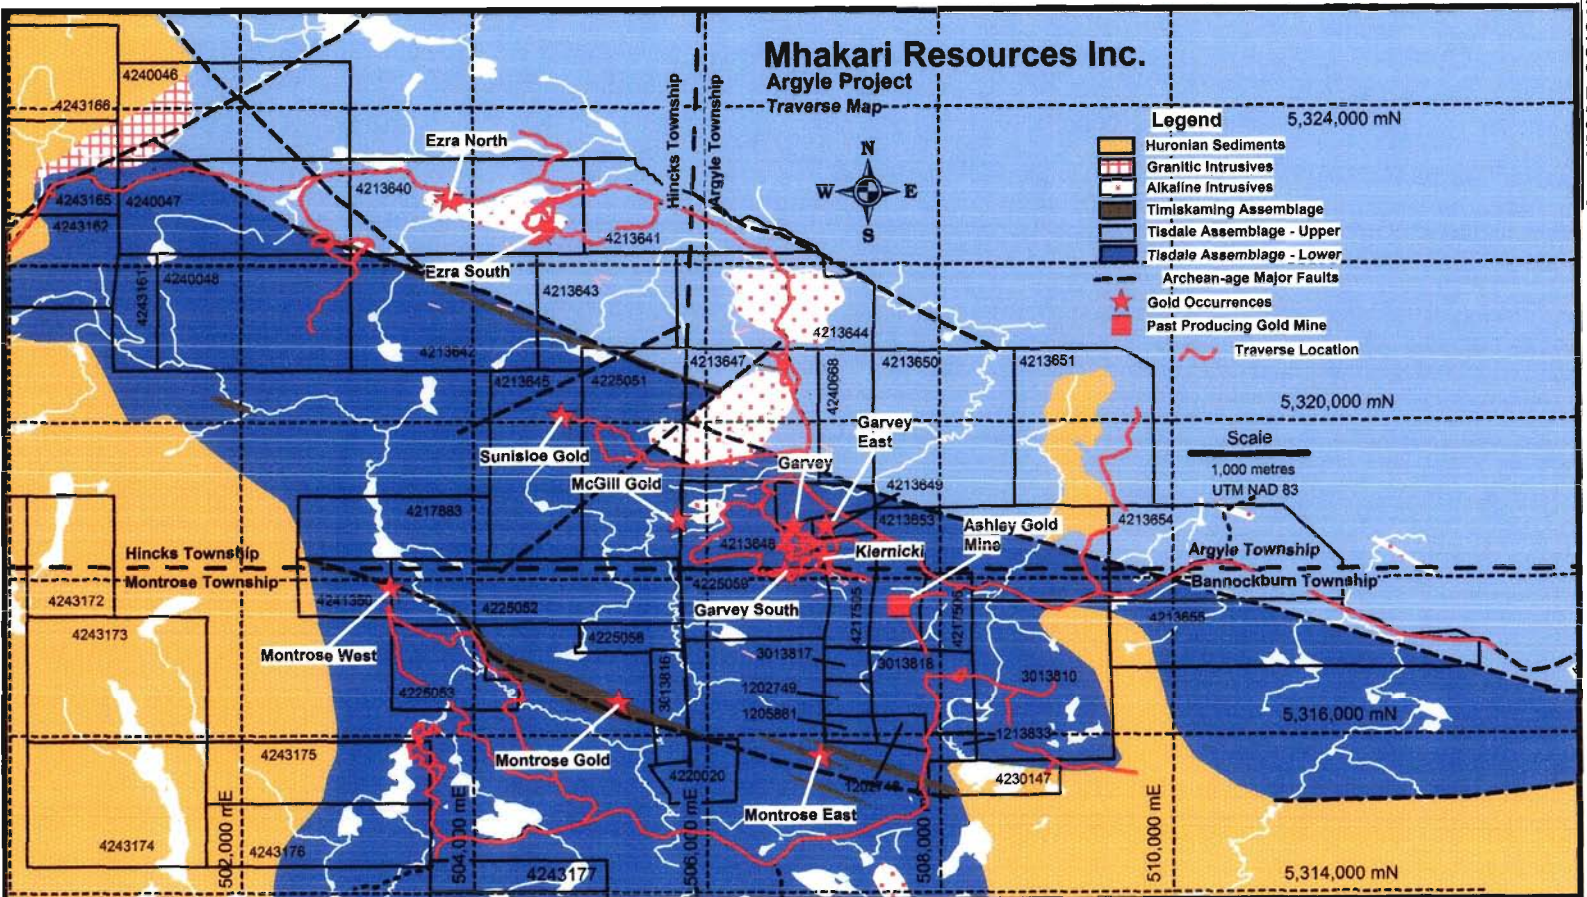 Mhakari Resources Inc.
Argyle Project
Traverse Map
Hincks Township
Argyle Township
N
W
E
S
Legend
5,324,000 mN
Huronian Sediments
Granitic Intrusives
Alkaline Intrusives
Timiskaming Assemblage
Tisdale Assemblage - Upper
Tisdale Assemblage - Lower
Archean-age Major Faults
Gold Occurrences
Past Producing Gold Mine
Traverse Location
5,320,000 mN
Scale
1,000 metres
UTM NAD 83
4240046
4243166
Ezra North
4213640
4243165
4240047
4243162
4213641
Ezra South
4240048
4243161
4213643
4213644
4213642
4213647
4213650
4213651
4213645
4225051
4240668
Garvey
East
Sunisloe Gold
Garvey
McGill Gold
4213649
4217883
4213653
Ashley Gold
Mine
4213654
4213648
Kiernicki
Hincks Township
Montrose Township
Argyle Township
Bannockburn Township
4225059
4243172
4241350
4225052
Garvey South
4217505
4217506
4213655
4243173
4225058
Montrose West
3013817
3013818
3013816
3013810
4225053
1202749
1205881
5,316,000 mN
1213833
4243175
Montrose Gold
4220020
4230147
Montrose East
4243174
4243176
4243177
502,000 mE
504,000 mE
506,000 mE
508,000
510,000 mE
5,314,000 mN